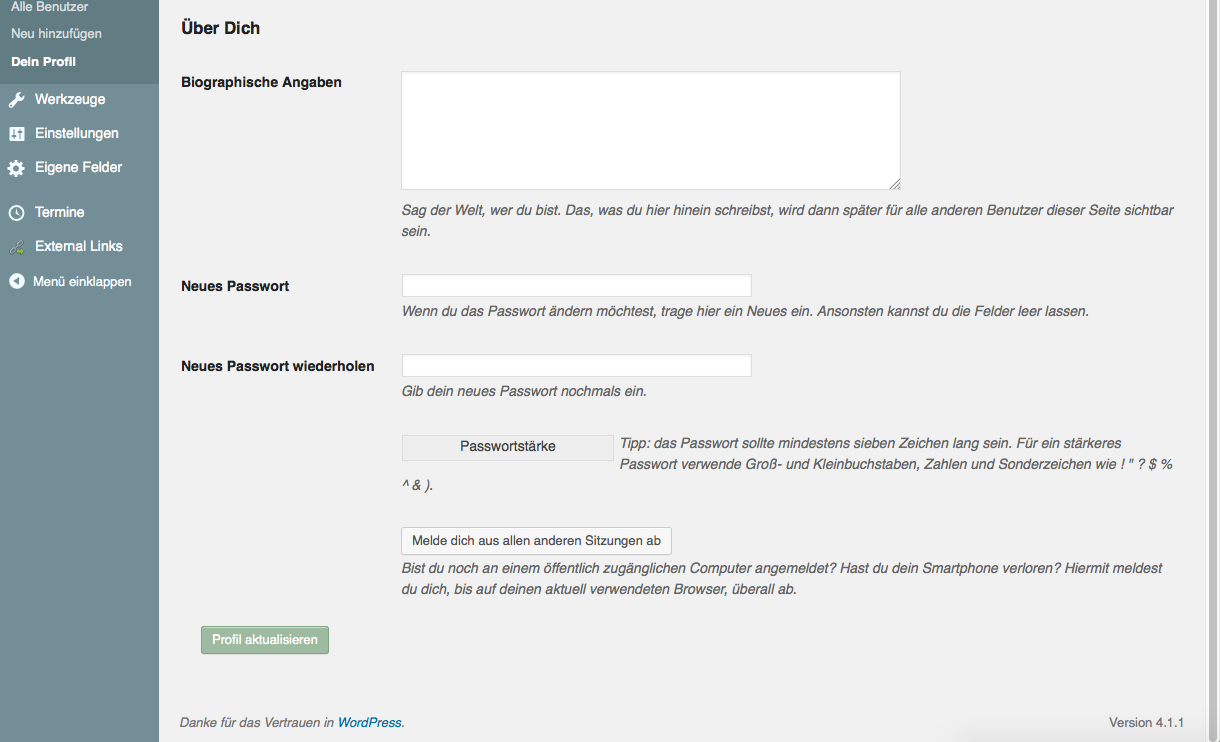 Alle Benutzer
Neu hinzufügen
Dein Profil
Werkzeuge
Einstellungen
Eigene Felder
Termine
External Links
Menü einklappen
Über Dich
Biographische Angaben
Sag der Welt, wer du bist. Das, was du hier hinein schreibst, wird dann später für alle anderen Benutzer dieser Seite sichtbar
sein.
Neues Passwort
Wenn du das Passwort ändern möchtest, trage hier ein Neues ein. Ansonsten kannst du die Felder leer lassen.
Neues Passwort wiederholen
Gib dein neues Passwort nochmals ein.
Passwortstärke
Tipp: das Passwort sollte mindestens sieben Zeichen lang sein. Für ein stärkeres
Passwort verwende Groß- und Kleinbuchstaben, Zahlen und Sonderzeichen wie ! " ? $ %
^ & ).
Melde dich aus allen anderen Sitzungen ab
Bist du noch an einem öffentlich zugänglichen Computer angemeldet? Hast du dein Smartphone verloren? Hiermit meldest
du dich, bis auf deinen aktuell verwendeten Browser, überall ab.
Profil aktualisieren
Danke für das Vertrauen in WordPress.
Version 4.1.1